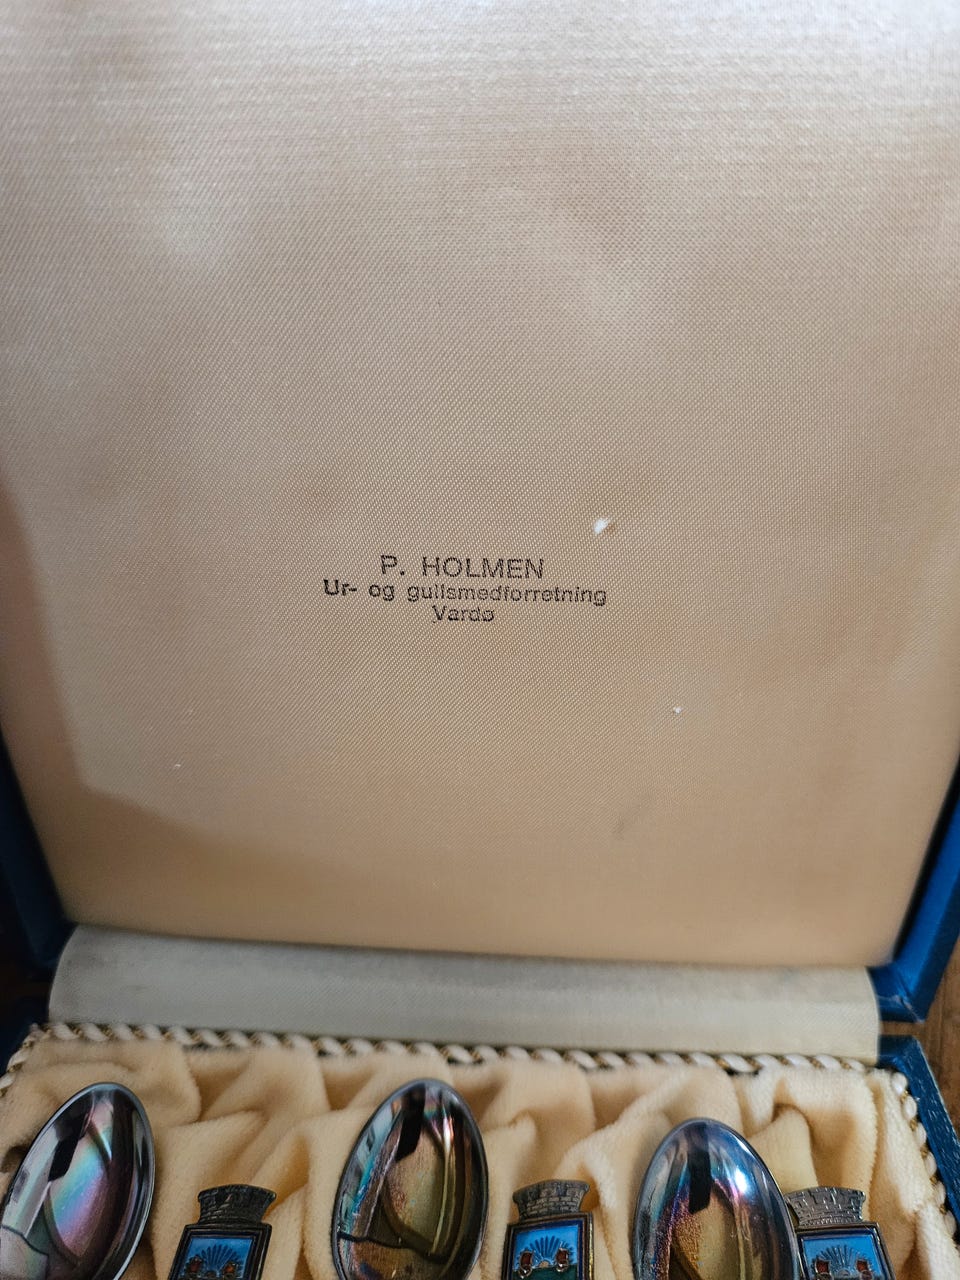 P. HOLMEN
Ur- og gullsmedforretning
Vardø